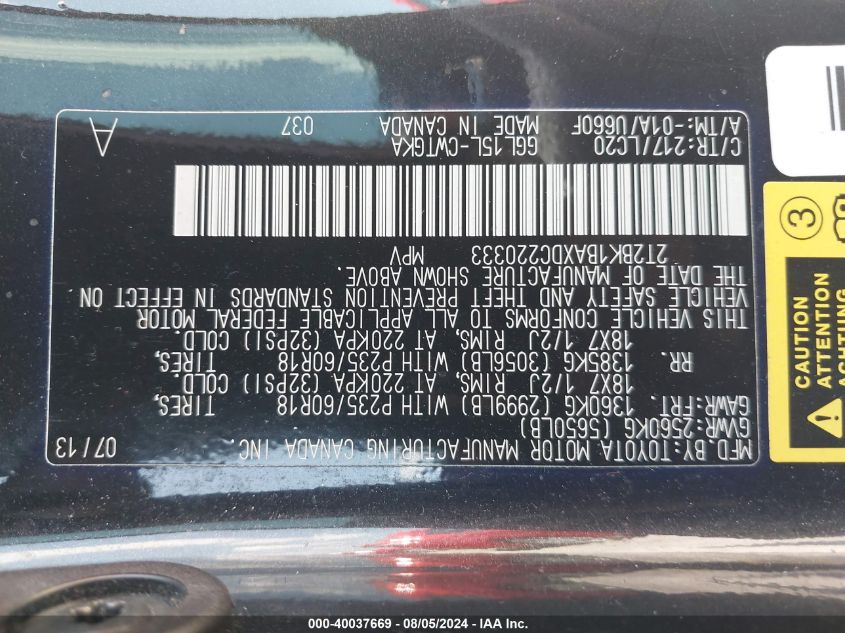 MFD. BY: TOYOTA MOTOR MANUFACTURING CANADA INC. 07/13
GVWR: 2560KG (5650LB)
GAWR: FRT. 1360KG (2999LB) WITH P235/60R18 TIRES,
18X7 1/2J RIMS, AT 220KPA (32PSI) COLD.
RR. 1385KG (3056LB) WITH P235/60R18 TIRES,
18X7 1/2J RIMS, AT 220KPA (32PSI) COLD
THIS VEHICLE CONFORMS TO ALL APPLICABLE FEDERAL MOTOR
VEHICLE SAFETY AND THEFT PREVENTION STANDARDS IN EFFECT ON
THE DATE OF MANUFACTURE SHOWN ABOVE.
2T2BK1BAXDC220333 MPV
C/TR: 217/LC20 GGL15L-CWTGKA 037 A
A/TM: -01A/U660F MADE IN CANADA
3
CAUTION
ACHTUNG
000-40037669 - 08/05/2024 - IAA Inc.